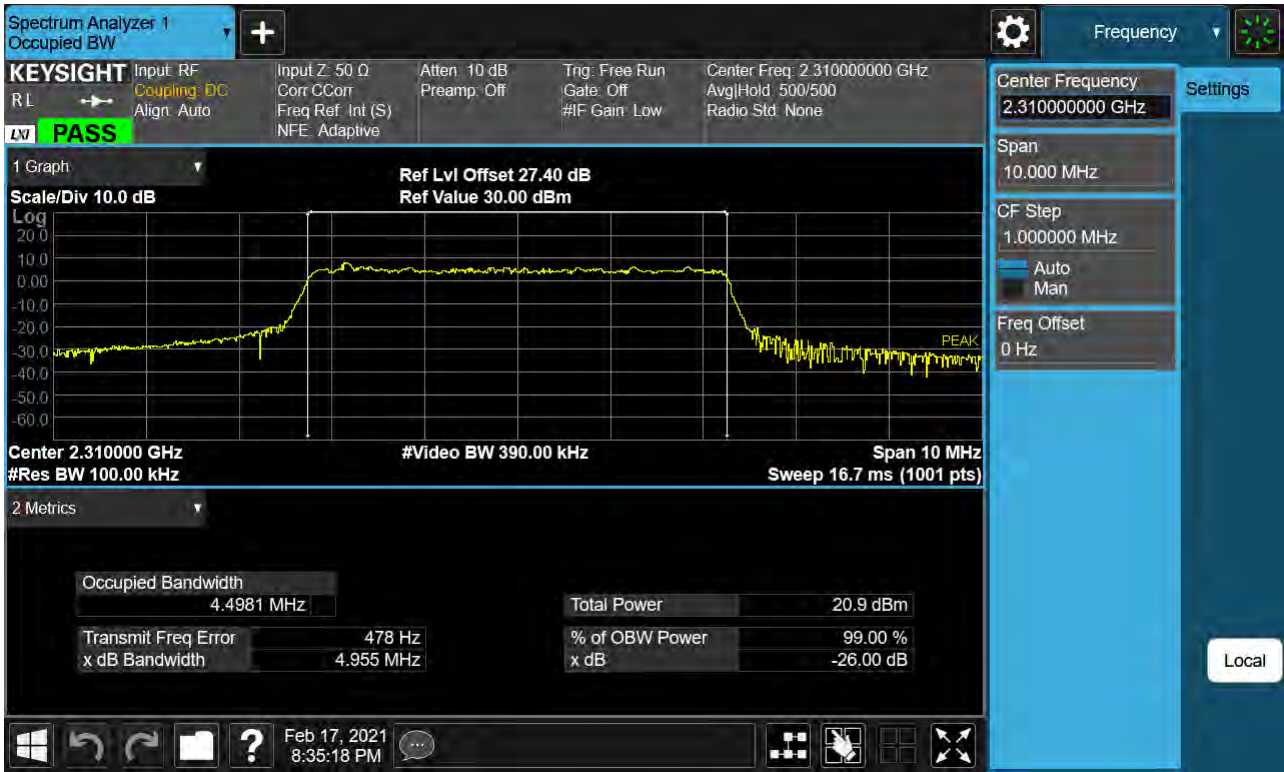 Spectrum Analyzer 1
Occupied BW
+
Frequency
KEYSIGHT
RL
LXI
PASS
Input: RF
Coupling: DC
Align: Auto
Input Z: 50 Ω
Corr CCorr
Freq Ref: Int (S)
NFE: Adaptive
Atten: 10 dB
Preamp: Off
Trig: Free Run
Gate: Off
#IF Gain: Low
Center Freq: 2.310000000 GHz
Avg|Hold: 500/500
Radio Std: None
Center Frequency
2.310000000 GHz
Settings
Span
10.000 MHz
CF Step
1.000000 MHz
Auto
Man
Freq Offset
0 Hz
1 Graph
Scale/Div 10.0 dB
Ref Lvl Offset 27.40 dB
Ref Value 30.00 dBm
Log
20.0
10.0
0.00
-10.0
-20.0
-30.0
-40.0
-50.0
-60.0
PEAK
Center 2.310000 GHz
#Video BW 390.00 kHz
Span 10 MHz
#Res BW 100.00 kHz
Sweep 16.7 ms (1001 pts)
2 Metrics
Occupied Bandwidth
4.4981 MHz
Total Power 20.9 dBm
Transmit Freq Error 478 Hz
% of OBW Power 99.00 %
x dB Bandwidth 4.955 MHz
x dB -26.00 dB
Local
?
Feb 17, 2021
8:35:18 PM